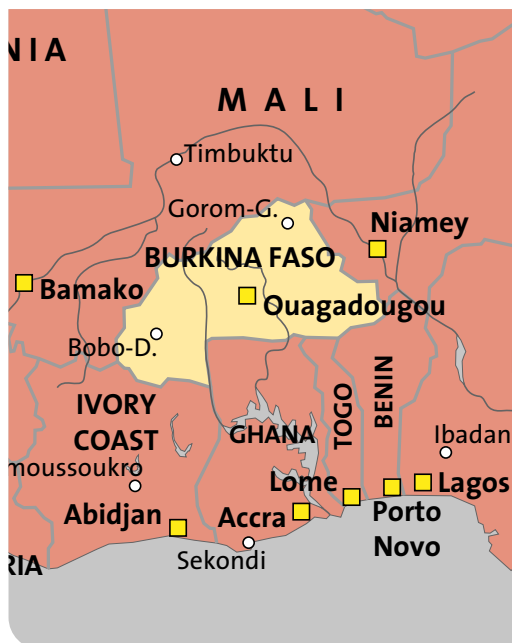 NIA
MALI
Timbuktu
Gorom-G.
Niamey
BURKINA FASO
Bamako
Ouagadougou
Bobo-D.
IVORY
COAST
GHANA
TOGO
BENIN
Ibadan
moussoukro
Lome
Lagos
Abidjan
Accra
Porto
Novo
Sekondi
RIA